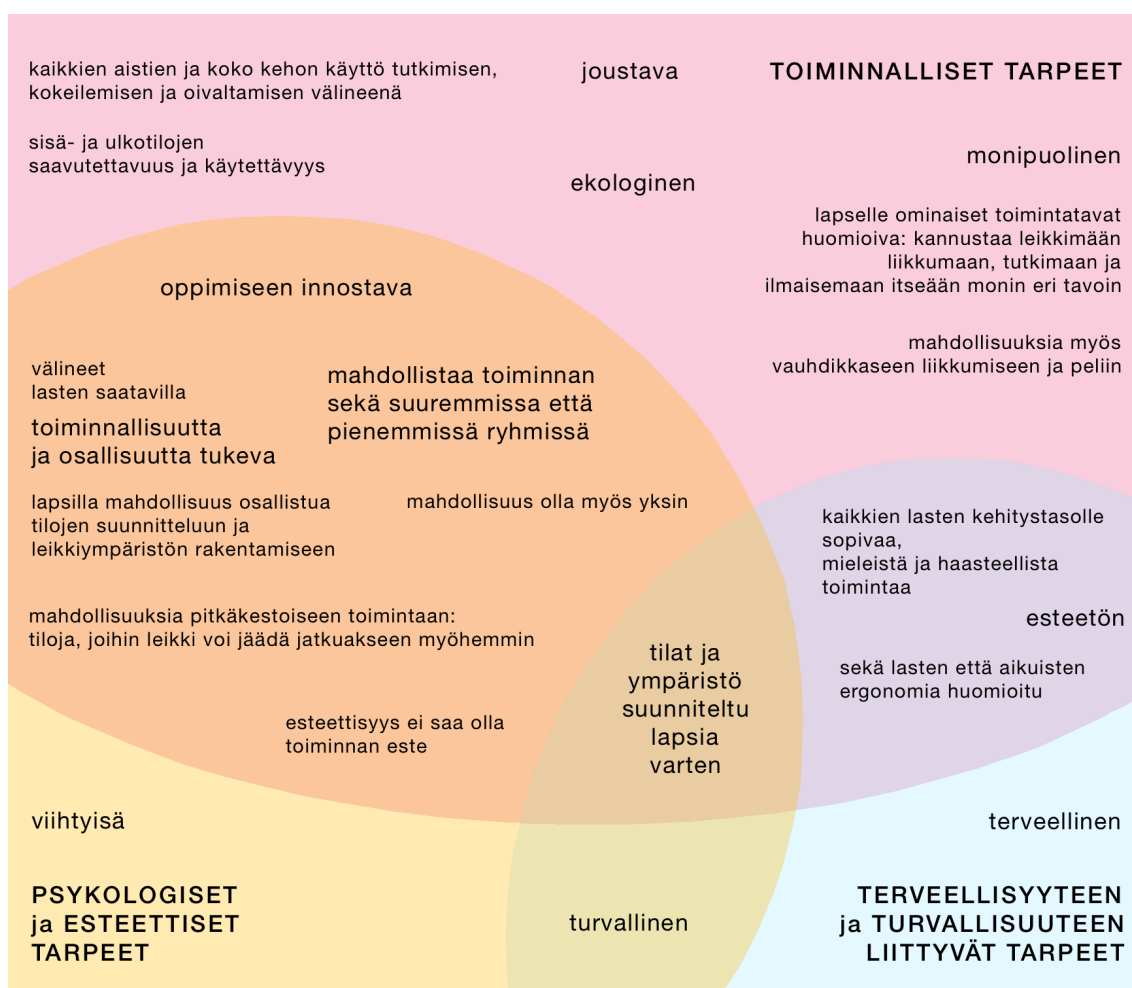 kaikkien aistien ja koko kehon käyttö tutkimisen,
kokeilemisen ja oivaltamisen välineenä
joustava
TOIMINNALLISET TARPEET
sisä- ja ulkotilojen
saavutettavuus ja käytettävyys
monipuolinen
ekologinen
lapselle ominaiset toimintatavat
huomioiva: kannustaa leikkimään
liikkumaan, tutkimaan ja
ilmaisemaan itseään monin eri tavoin
oppimiseen innostava
mahdollisuuksia myös
vauhdikkaseen liikkumiseen ja peliin
välineet
lasten saatavilla
mahdollistaa toiminnan
sekä suuremmissa että
pienemmissä ryhmissä
toiminnallisuutta
ja osallisuutta tukeva
lapsilla mahdollisuus osallistua
tilojen suunnitteluun ja
leikkiympäristön rakentamiseen
mahdollisuus olla myös yksin
kaikkien lasten kehitystasolle
sopivaa,
mieleistä ja haasteellista
toimintaa
esteetön
mahdollisuuksia pitkäkestoiseen toimintaan:
tiloja, joihin leikki voi jäädä jatkuakseen myöhemmin
tilat ja
ympäristö
suunniteltu
lapsia
varten
sekä lasten että aikuisten
ergonomia huomioitu
esteettisyys ei saa olla
toiminnan este
viihtyisä
terveellinen
PSYKOLOGISET
ja ESTEETTISET
TARPEET
turvallinen
TERVEELLISYYTEEN
ja TURVALLISUUTEEN
LIITTYVÄT TARPEET